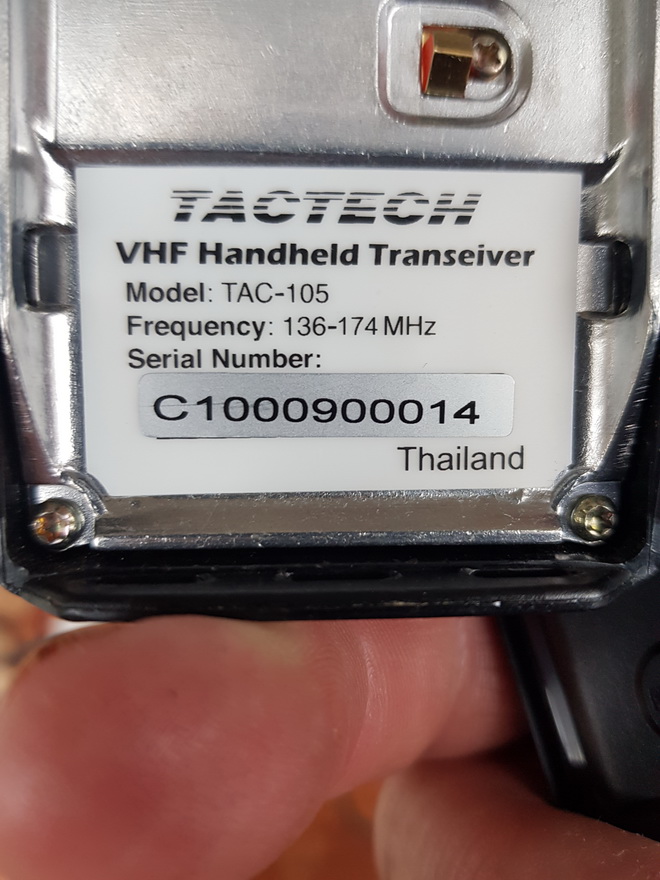 TACTECH
VHF Handheld Transeiver
Model: TAC-105
Frequency: 136-174 MHz
Serial Number:
C1000900014
Thailand